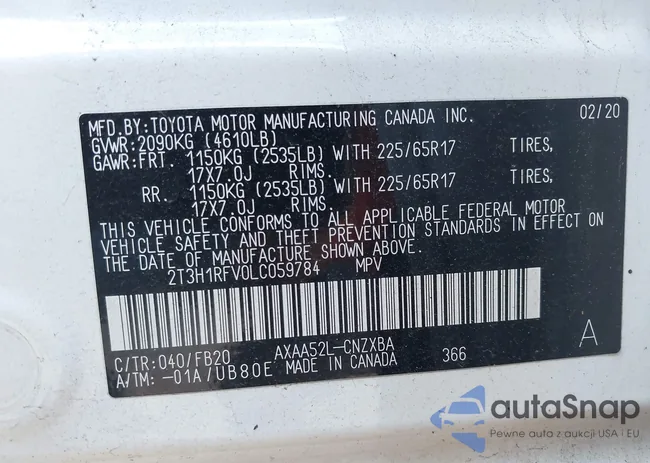 MFD.BY:TOYOTA MOTOR MANUFACTURING CANADA INC. 02/20
GVWR:2090KG (4610LB)
GAWR:FRT. 1150KG (2535LB) WITH 225/65R17 TIRES,
17X7.0J RIMS.
RR. 1150KG (2535LB) WITH 225/65R17 TIRES,
17X7.0J RIMS.
THIS VEHICLE CONFORMS TO ALL APPLICABLE FEDERAL MOTOR
VEHICLE SAFETY AND THEFT PREVENTION STANDARDS IN EFFECT ON
THE DATE OF MANUFACTURE SHOWN ABOVE.
2T3H1RFV0LC059784 MPV
A
C/TR:040/FB20 AXAA52L-CNZXBA 366
A/TM:-01A/UB80E MADE IN CANADA
autaSnap
Pewne auto z aukcji USA i EU